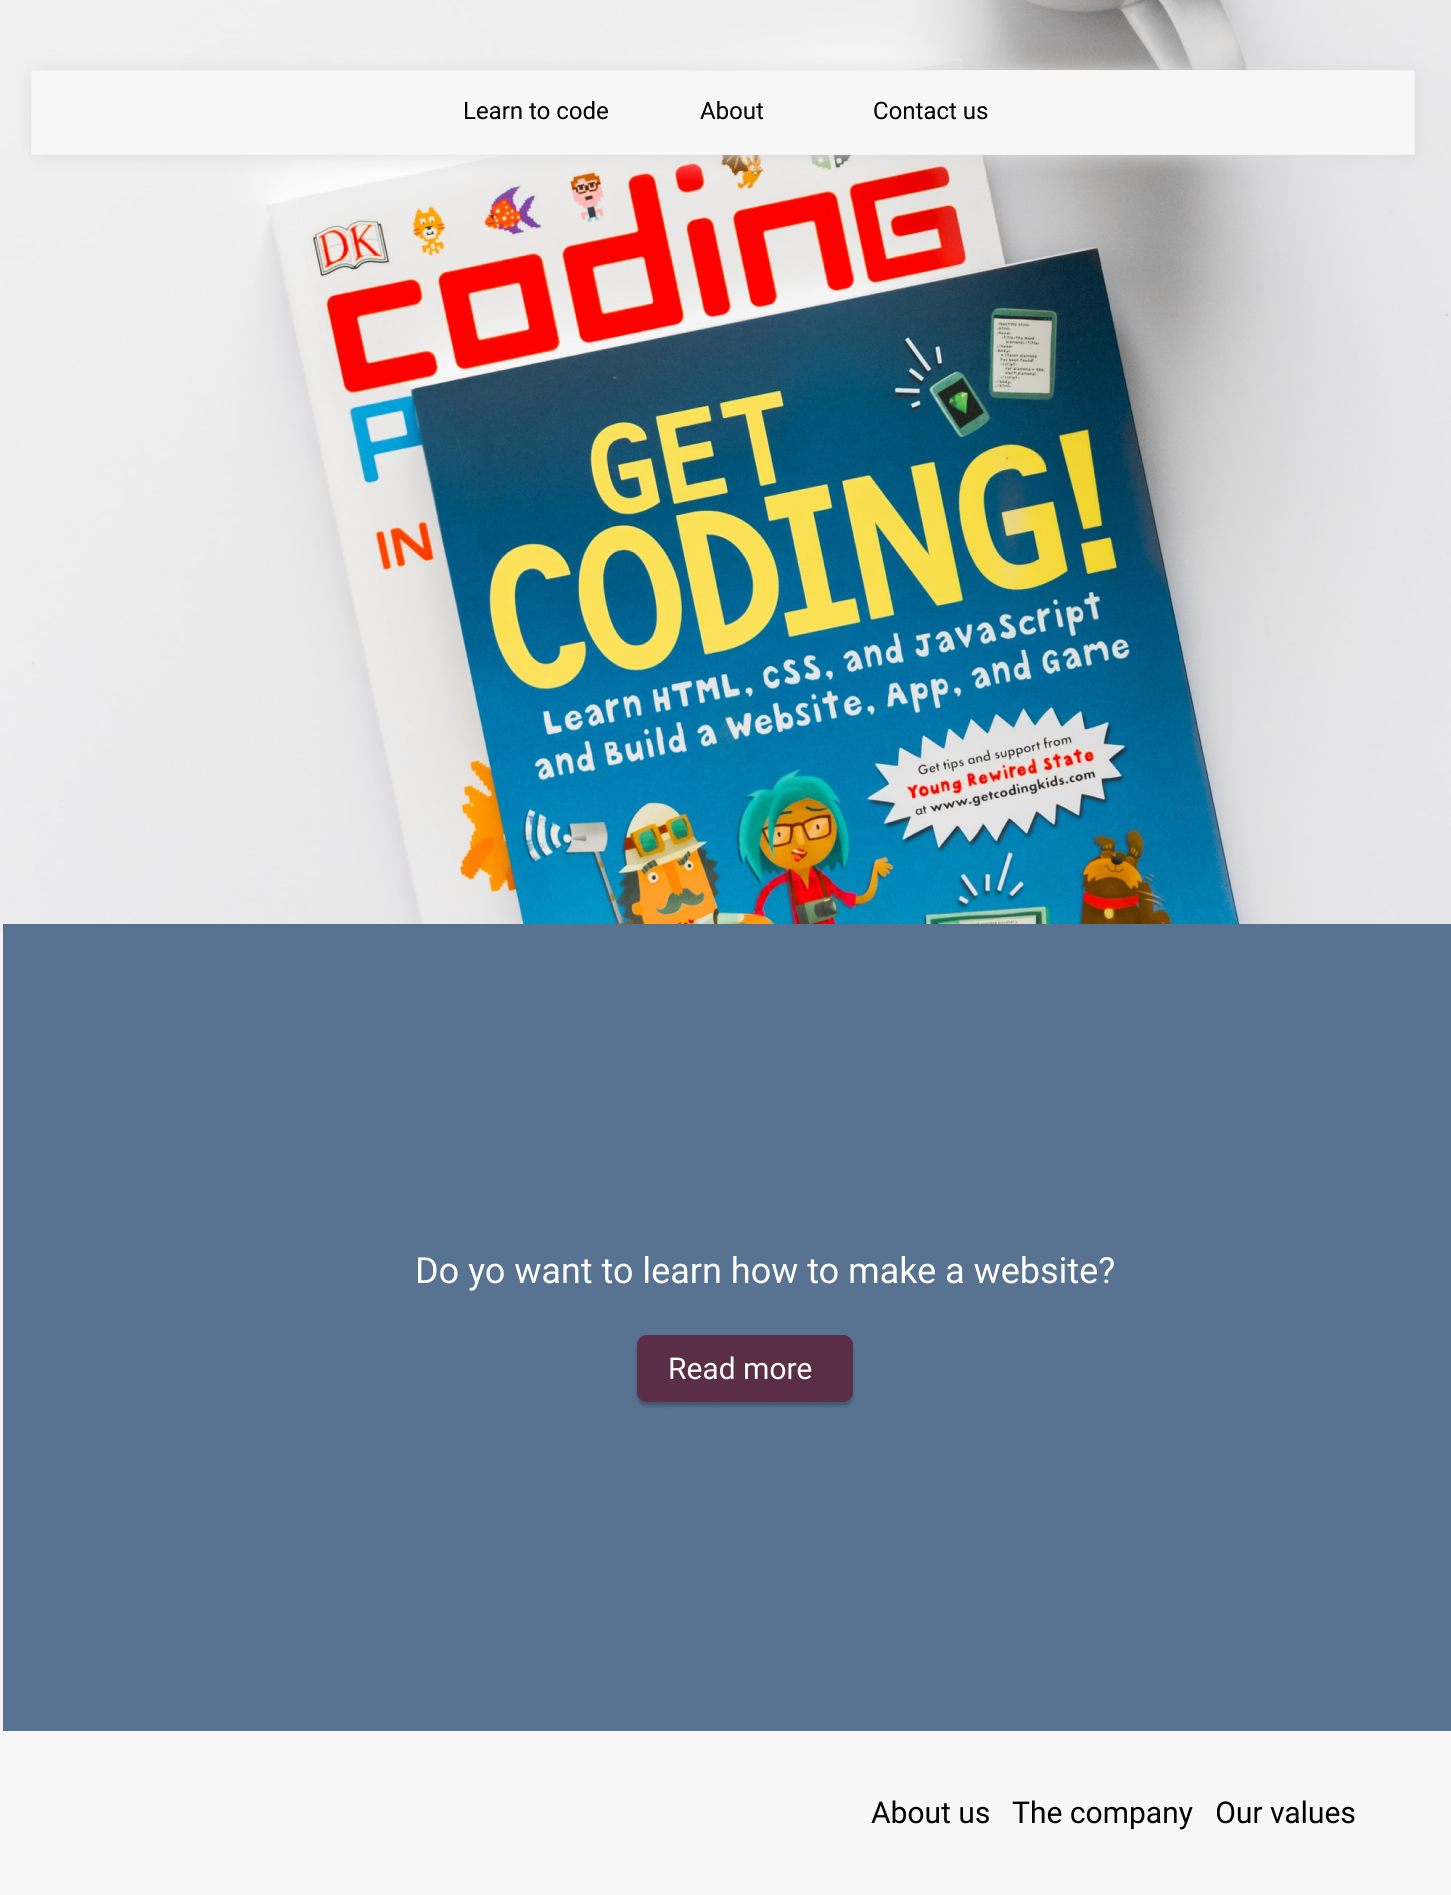 Learn to code About Contact us
DK
coding
P
IN
GET
CODING!
Learn HTML, CSS, and JavaScript
and Build a Website, App, and Game
Get tips and support from
Young Rewired State
at www.getcodingkids.com
Do yo want to learn how to make a website?
Read more
About us The company Our values